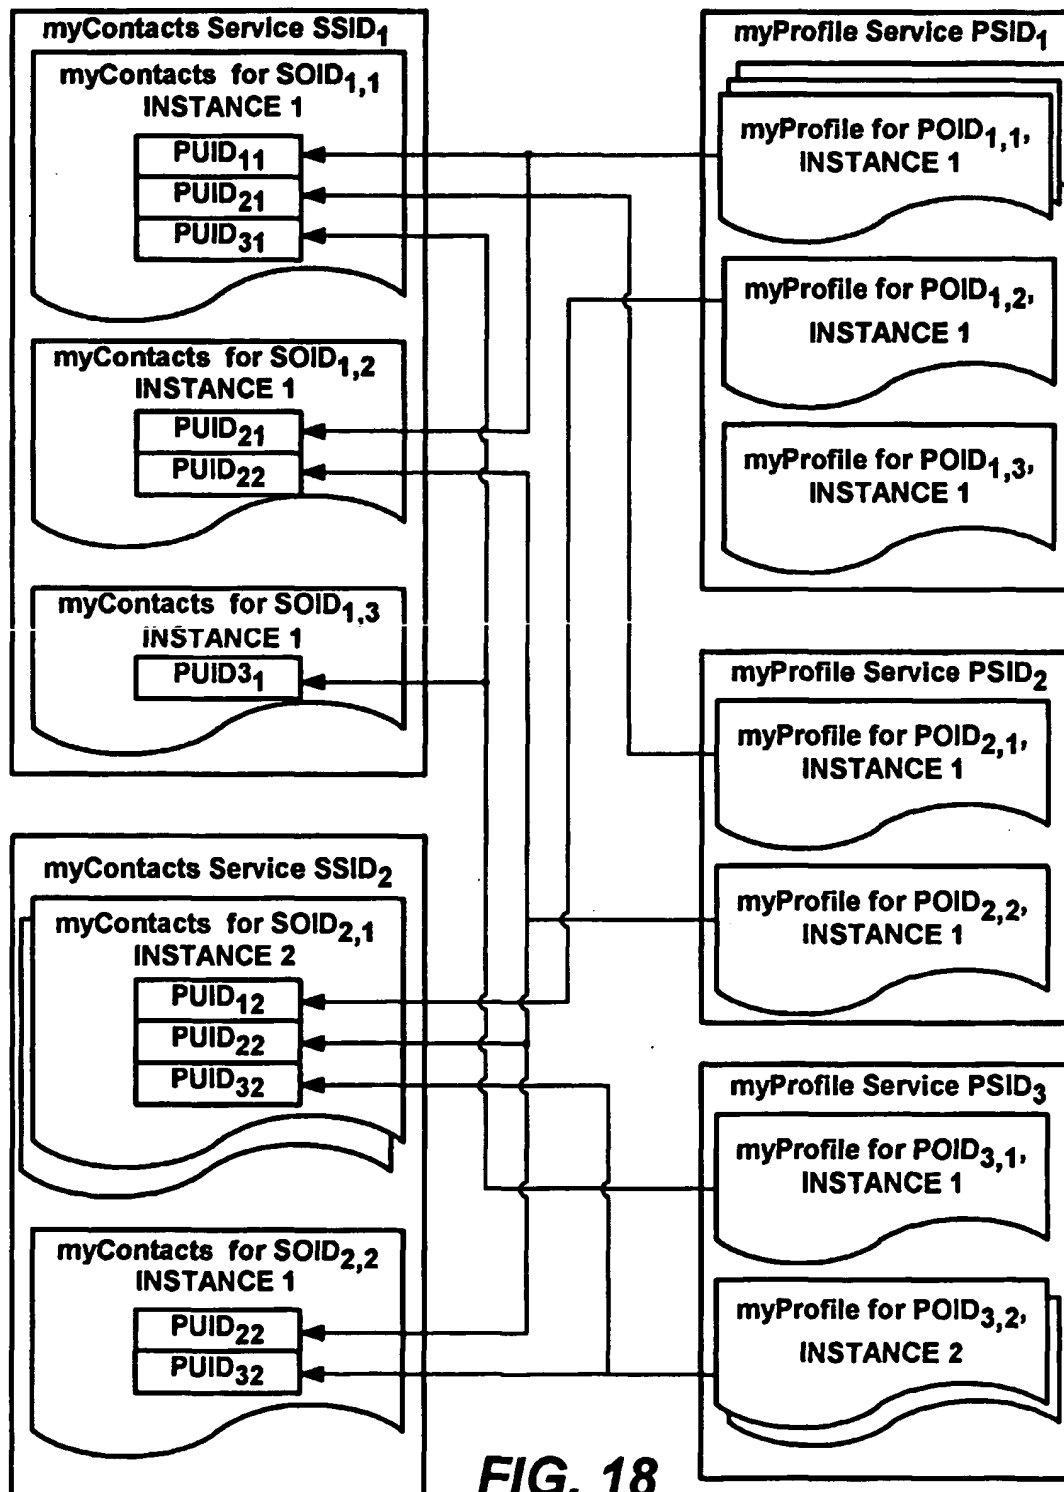 myContacts Service SSID1
myContacts for SOID1,1
INSTANCE 1
PUID11
PUID21
PUID31
myContacts for SOID1,2
INSTANCE 1
PUID21
PUID22
myContacts for SOID1,3
INSTANCE 1
PUID31
myContacts Service SSID2
myContacts for SOID2,1
INSTANCE 2
PUID12
PUID22
PUID32
myContacts for SOID2,2
INSTANCE 1
PUID22
PUID32
myProfile Service PSID1
myProfile for POID1,1,
INSTANCE 1
myProfile for POID1,2,
INSTANCE 1
myProfile for POID1,3,
INSTANCE 1
myProfile Service PSID2
myProfile for POID2,1,
INSTANCE 1
myProfile for POID2,2,
INSTANCE 1
myProfile Service PSID3
myProfile for POID3,1,
INSTANCE 1
myProfile for POID3,2,
INSTANCE 2
FIG. 18